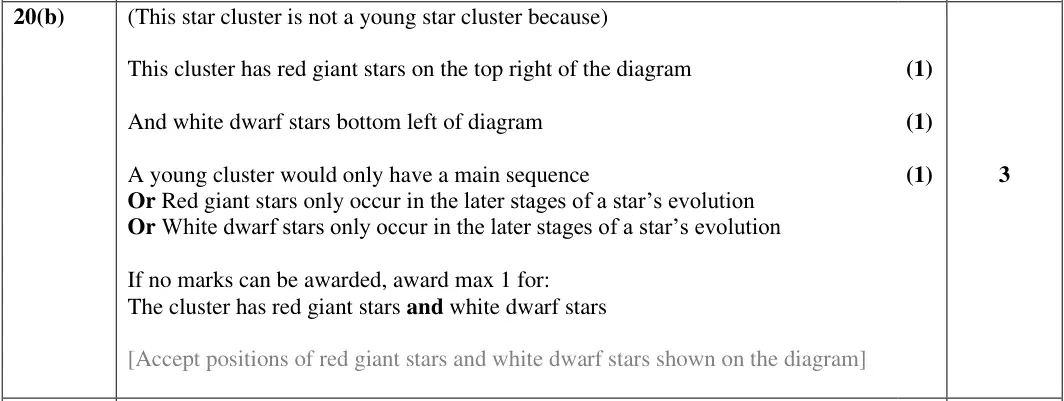 20(b) (This star cluster is not a young star cluster because)
This cluster has red giant stars on the top right of the diagram (1)
And white dwarf stars bottom left of diagram (1)
A young cluster would only have a main sequence (1) 3
Or Red giant stars only occur in the later stages of a star’s evolution
Or White dwarf stars only occur in the later stages of a star’s evolution
If no marks can be awarded, award max 1 for:
The cluster has red giant stars and white dwarf stars
[Accept positions of red giant stars and white dwarf stars shown on the diagram]